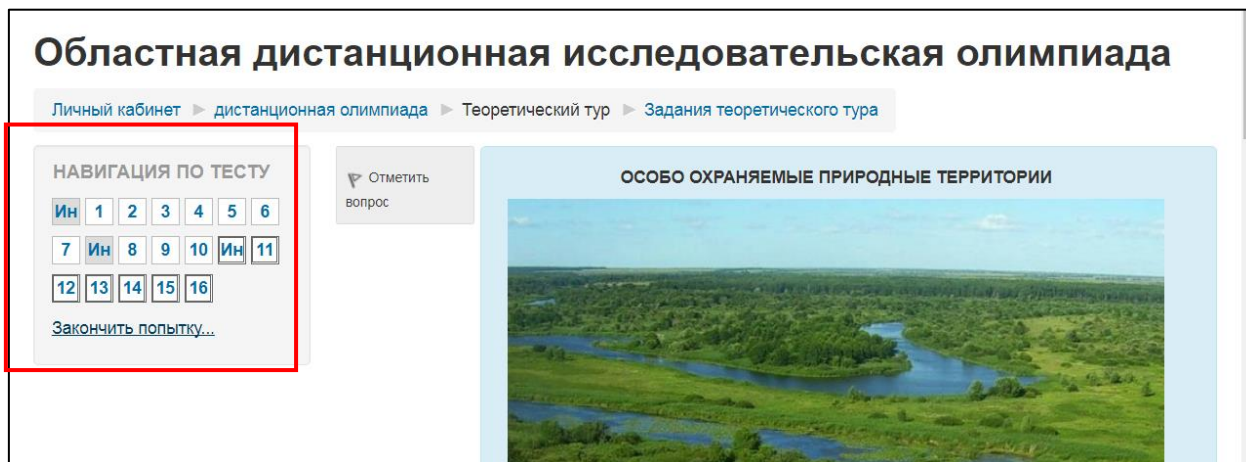 Областная дистанционная исследовательская олимпиада
Личный кабинет ► дистанционная олимпиада ► Теоретический тур ► Задания теоретического тура
НАВИГАЦИЯ ПО ТЕСТУ
Ин 1 2 3 4 5 6
7 Ин 8 9 10 Ин 11
12 13 14 15 16
Закончить попытку...
Отметить
вопрос
ОСОБО ОХРАНЯЕМЫЕ ПРИРОДНЫЕ ТЕРРИТОРИИ